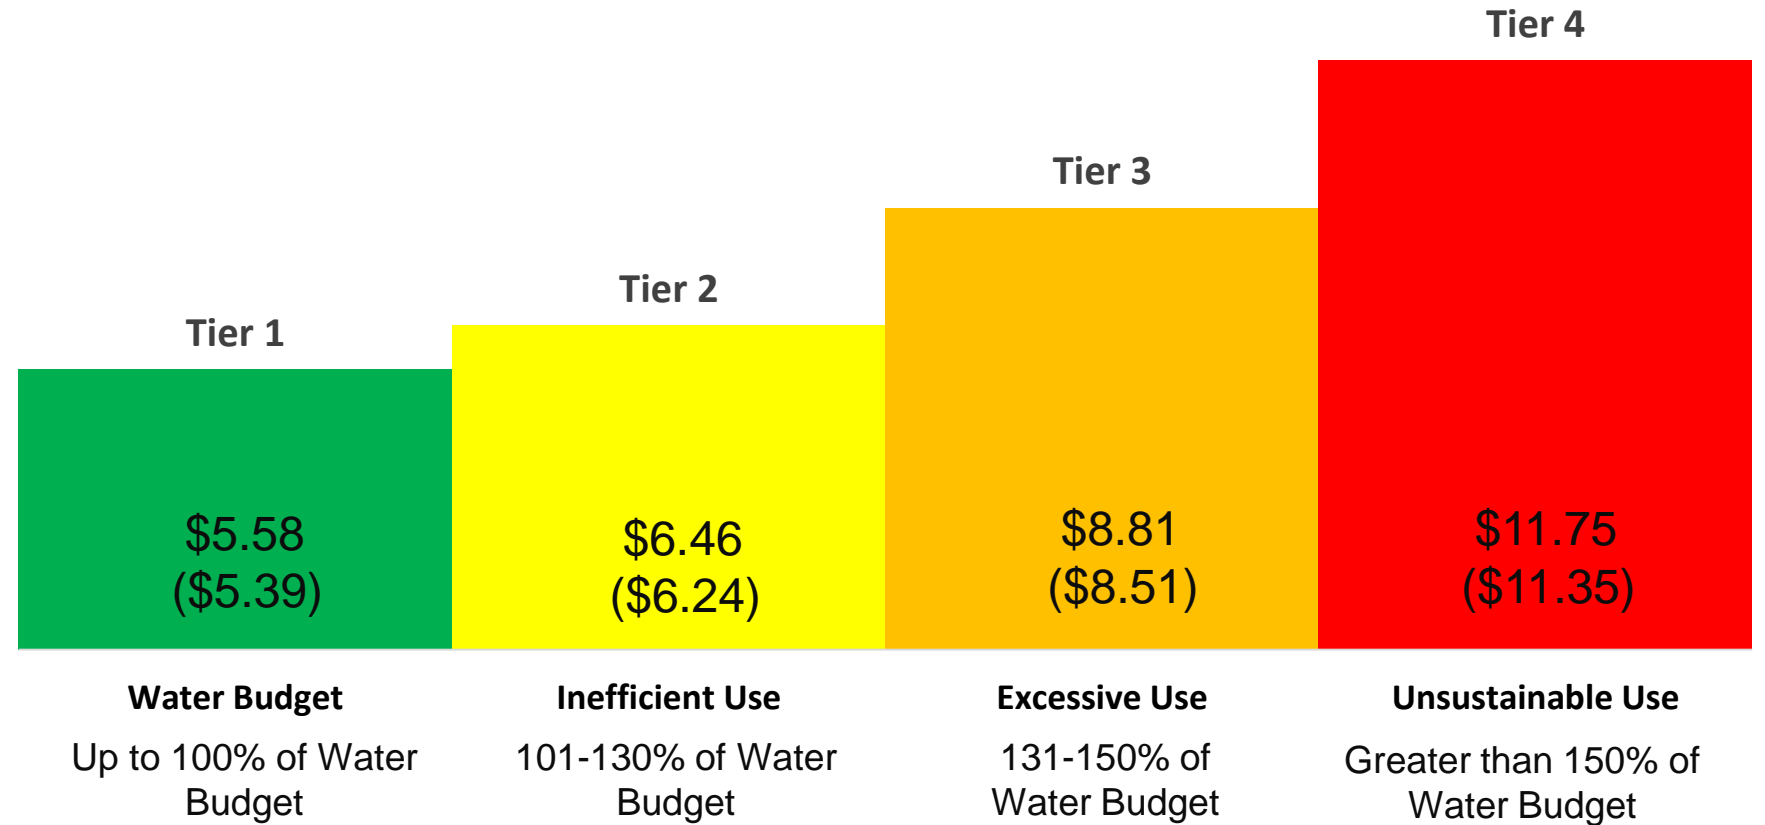 Tier 4
Tier 3
Tier 2
Tier 1
$5.58
($5.39)
$6.46
($6.24)
$8.81
($8.51)
$11.75
($11.35)
Water Budget
Up to 100% of Water
Budget
Inefficient Use
101-130% of Water
Budget
Excessive Use
131-150% of
Water Budget
Unsustainable Use
Greater than 150% of
Water Budget